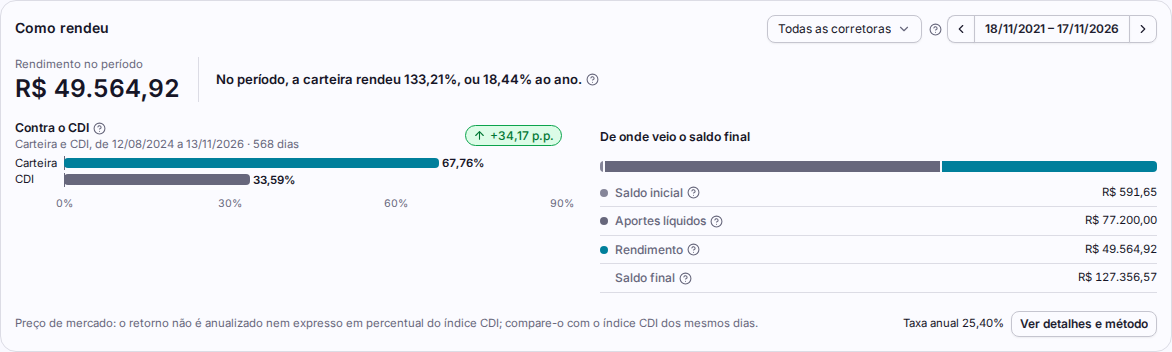 Como rendeu
Todas as corretoras
18/11/2021 – 17/11/2026
Rendimento no período
R$ 49.564,92
No período, a carteira rendeu 133,21%, ou 18,44% ao ano.
Contra o CDI
+34,17 p.p.
Carteira e CDI, de 12/08/2024 a 13/11/2026 · 568 dias
Carteira 67,76%
CDI 33,59%
0% 30% 60% 90%
De onde veio o saldo final
Saldo inicial R$ 591,65
Aportes líquidos R$ 77.200,00
Rendimento R$ 49.564,92
Saldo final R$ 127.356,57
Preço de mercado: o retorno não é anualizado nem expresso em percentual do índice CDI; compare-o com o índice CDI dos mesmos dias.
Taxa anual 25,40%
Ver detalhes e método